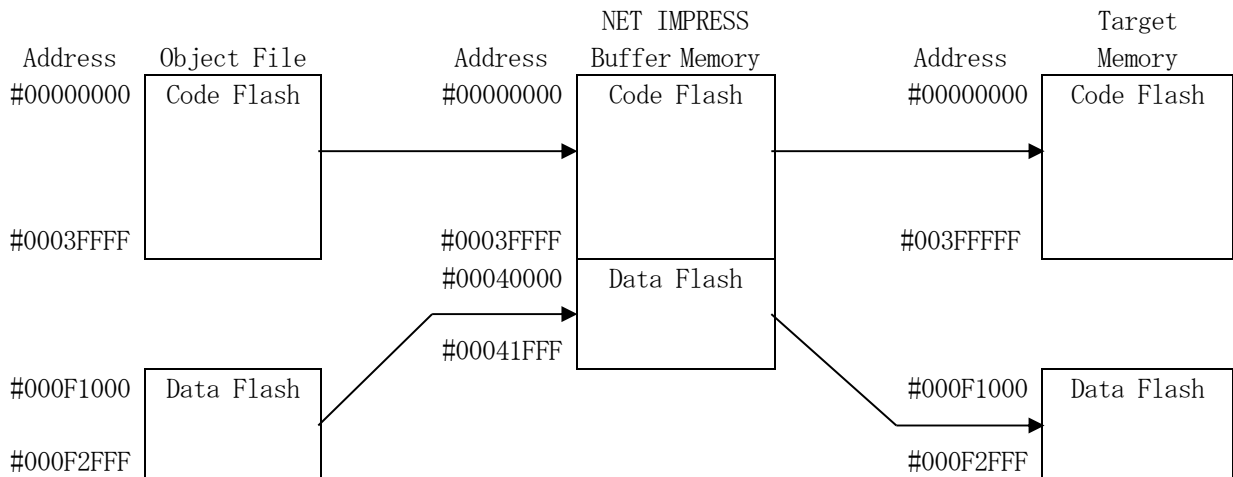 NET IMPRESS Target
Address Object File Address Buffer Memory Address Memory
#00000000 Code Flash #00000000 Code Flash #00000000 Code Flash
#0003FFFF #0003FFFF #003FFFFF
#00040000 Data Flash
#00041FFF
#000F1000 Data Flash #000F1000 Data Flash
#000F2FFF #000F2FFF